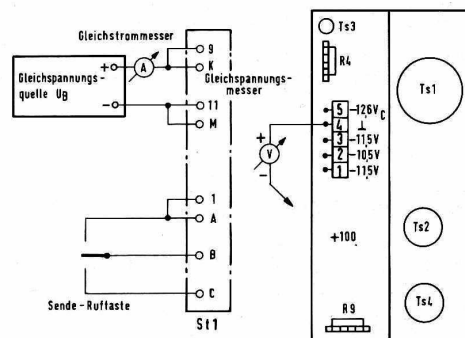 Gleichstrommesser
Gleichspannungs-
quelle UB
+
A
-
9
K
11
M
1
A
B
C
St1
Sende-Ruftaste
Gleichspannungs-
messer
+
V
-
Ts3
R4
Ts1
5 -12,6V C
4 ⊥
3 -11,5V
2 -10,5V
1 -11,5V
+100
Ts2
Ts4
R9